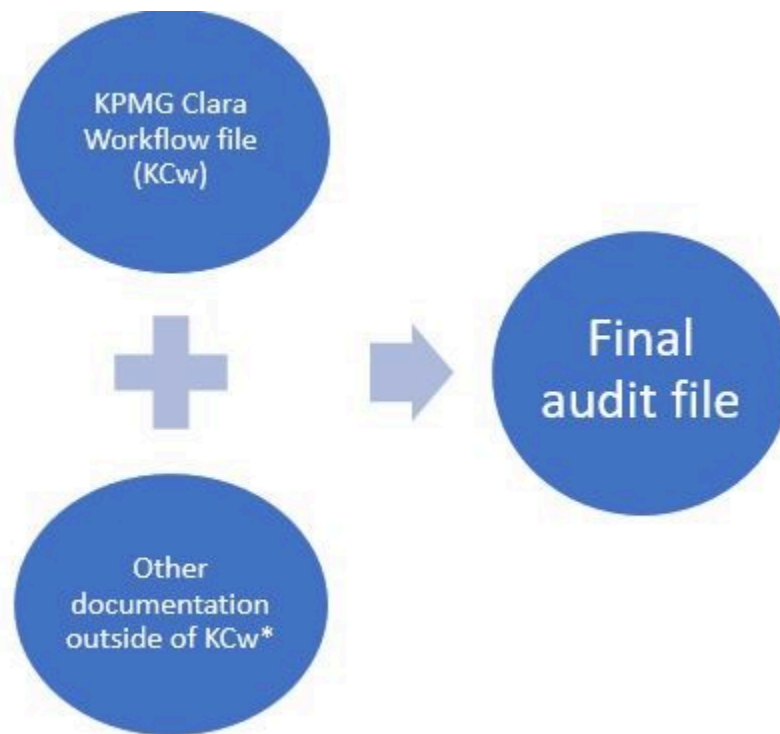 KPMG Clara
Workflow file
(KCw)
Final
audit file
Other
documentation
outside of KCw*